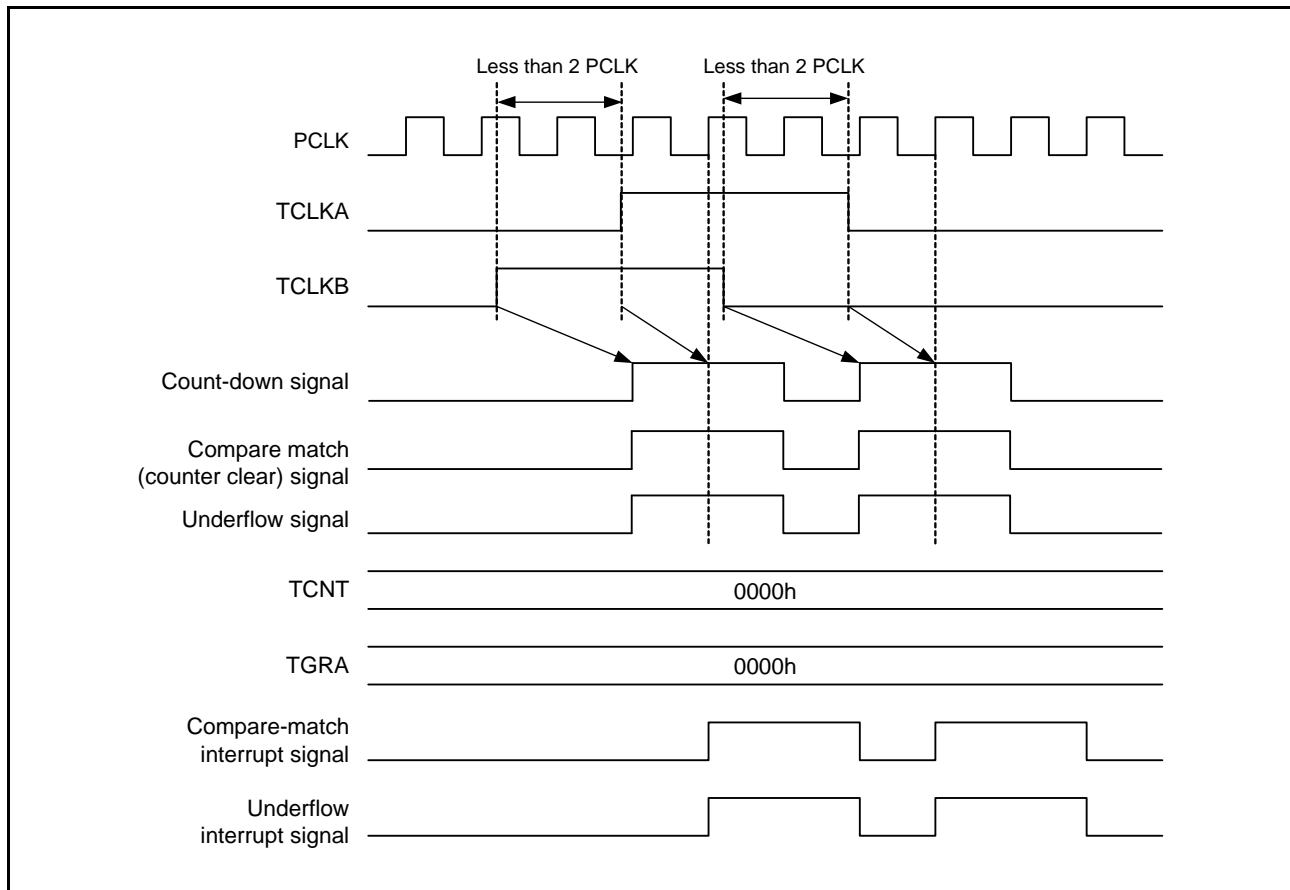 Less than 2 PCLK
Less than 2 PCLK
PCLK
TCLKA
TCLKB
Count-down signal
Compare match
(counter clear) signal
Underflow signal
TCNT
0000h
TGRA
0000h
Compare-match
interrupt signal
Underflow
interrupt signal